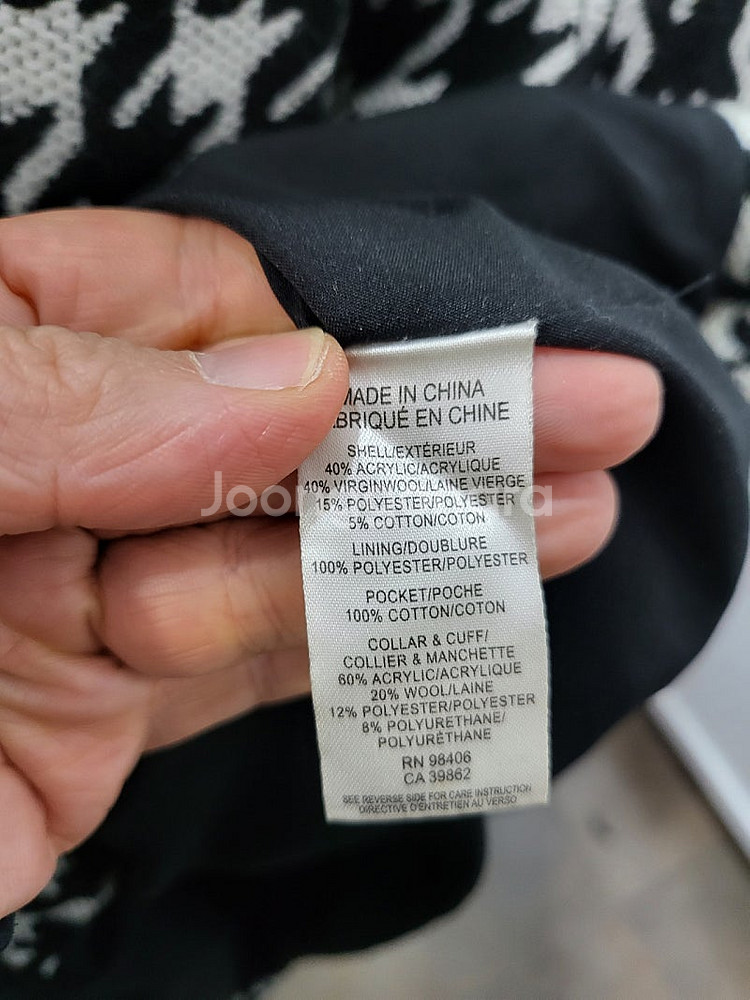 MADE IN CHINA
BRIQUÉ EN CHINE
SHELL/EXTÉRIEUR
40% ACRYLIC/ACRYLIQUE
40% VIRGINWOOL/LAINE VIERGE
15% POLYESTER/POLYESTER
5% COTTON/COTON
LINING/DOUBLURE
100% POLYESTER/POLYESTER
POCKET/POCHE
100% COTTON/COTON
COLLAR & CUFF/
COLLIER & MANCHETTE
60% ACRYLIC/ACRYLIQUE
20% WOOL/LAINE
12% POLYESTER/POLYESTER
8% POLYURETHANE/
POLYURÉTHANE
RN 98406
CA 39862
SEE REVERSE SIDE FOR CARE INSTRUCTION
DIRECTIVE D'ENTRETIEN AU VERSO